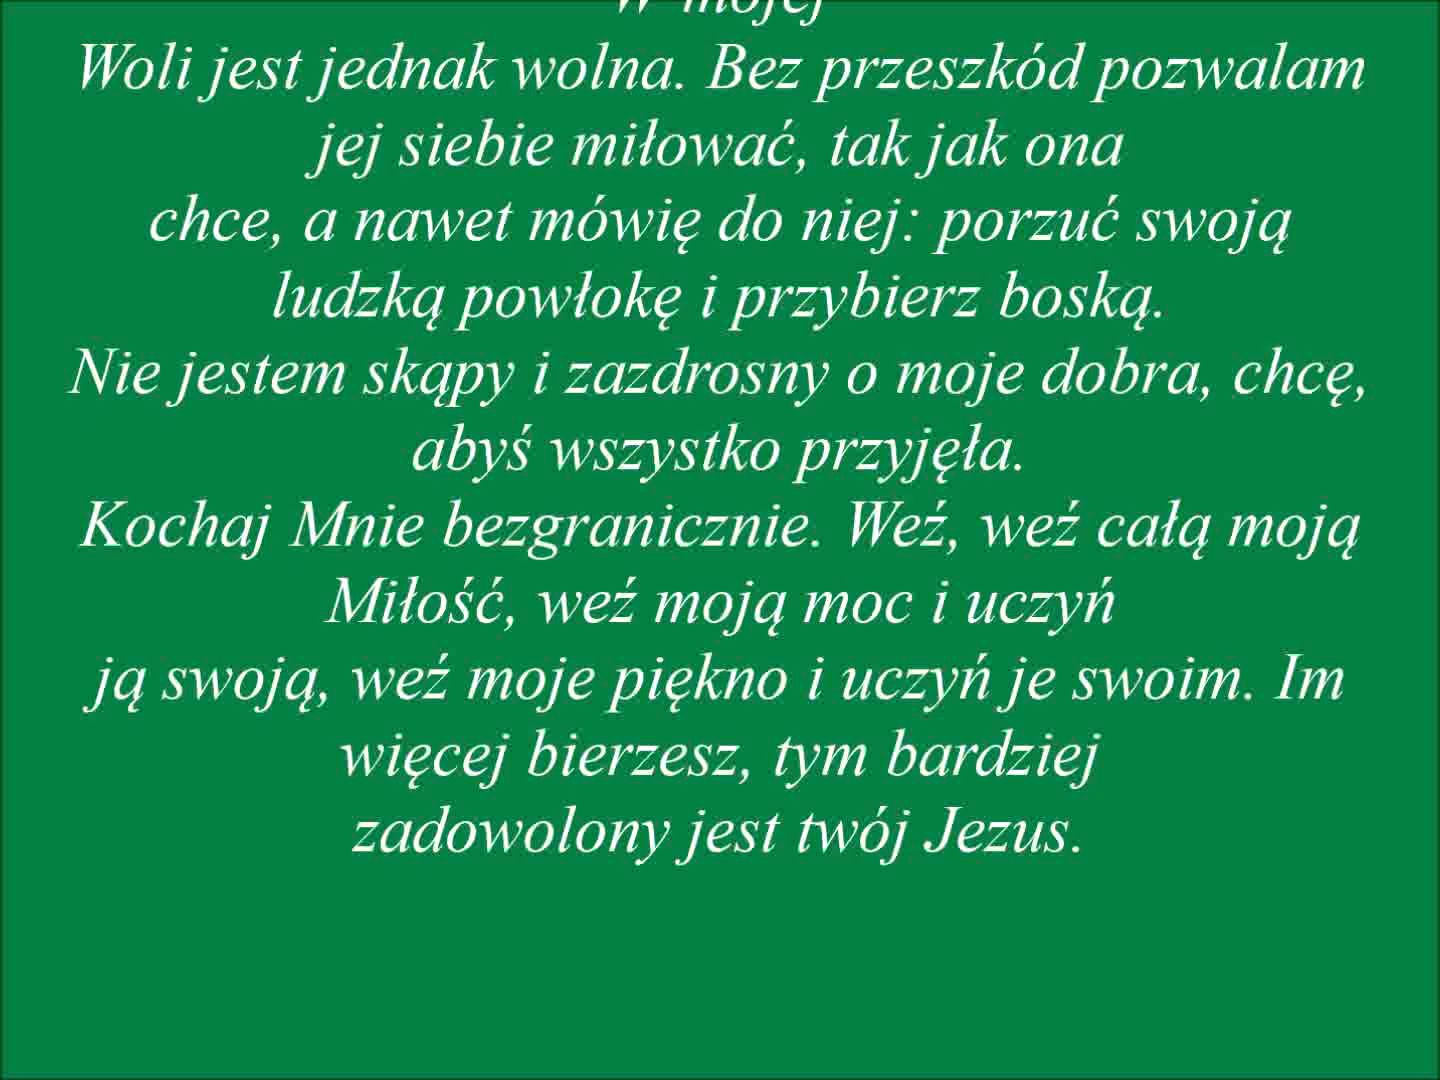 W mojej
Woli jest jednak wolna. Bez przeszkód pozwalam
jej siebie miłować, tak jak ona
chce, a nawet mówię do niej: porzuć swoją
ludzką powłokę i przybierz boską.
Nie jestem skąpy i zazdrosny o moje dobra, chcę,
abyś wszystko przyjęła.
Kochaj Mnie bezgranicznie. Weź, weź całą moją
Miłość, weź moją moc i uczyń
ją swoją, weź moje piękno i uczyń je swoim. Im
więcej bierzesz, tym bardziej
zadowolony jest twój Jezus.